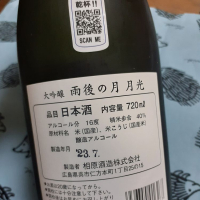 乾杯!!
SCAN ME
大吟醸 雨後の月 月光
品目 日本酒 内容量 720ml
アルコール分 16度 精米歩合 40%
原材料名 米(国産)、米こうじ(国産米)
醸造アルコール
製造年月
23.7.
製造者 相原酒造株式会社
広島県呉市仁方本町1丁目25の15